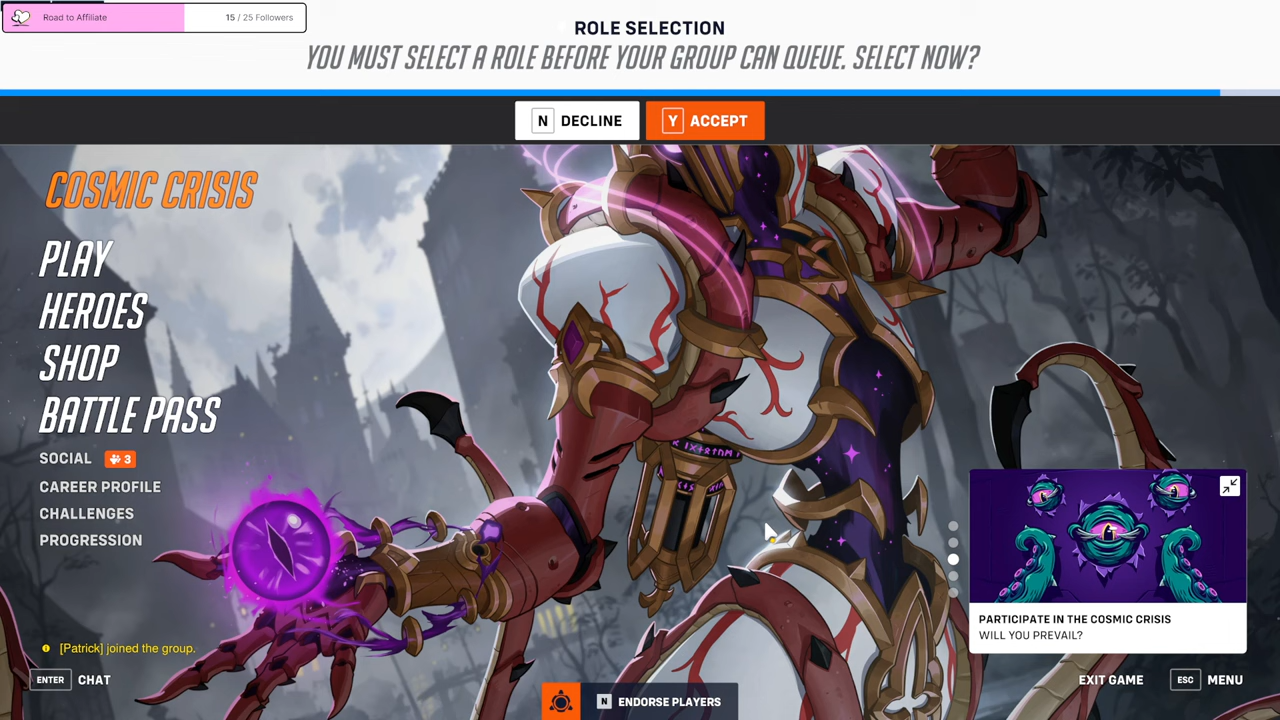 Road to Affiliate
15 / 25 Followers
ROLE SELECTION
YOU MUST SELECT A ROLE BEFORE YOUR GROUP CAN QUEUE. SELECT NOW?
N DECLINE
Y ACCEPT
COSMIC CRISIS
PLAY
HEROES
SHOP
BATTLE PASS
SOCIAL 3
CAREER PROFILE
CHALLENGES
PROGRESSION
PARTICIPATE IN THE COSMIC CRISIS
WILL YOU PREVAIL?
[Patrick] joined the group.
ENTER CHAT
EXIT GAME
ESC MENU
N ENDORSE PLAYERS